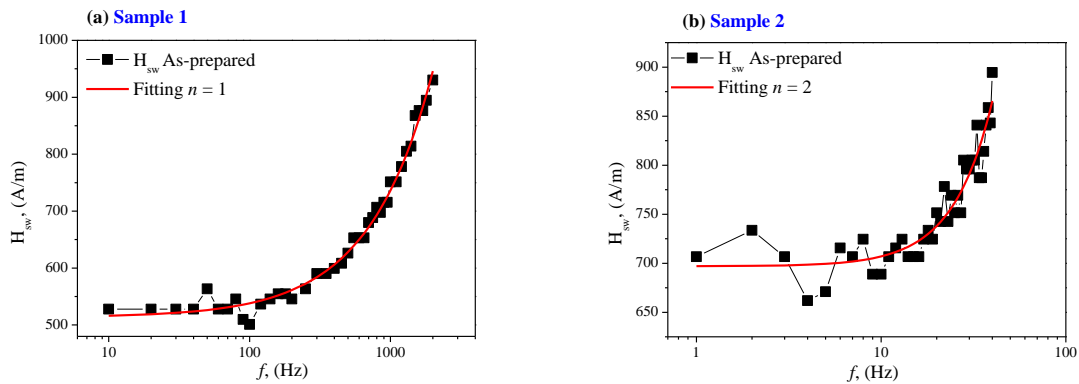 (a) Sample 1
1000
900
800
700
600
500
H_sw, (A/m)
H_sw As-prepared
Fitting n = 1
10
100
1000
f, (Hz)
(b) Sample 2
900
850
800
750
700
650
H_sw, (A/m)
H_sw As-prepared
Fitting n = 2
1
10
100
f, (Hz)